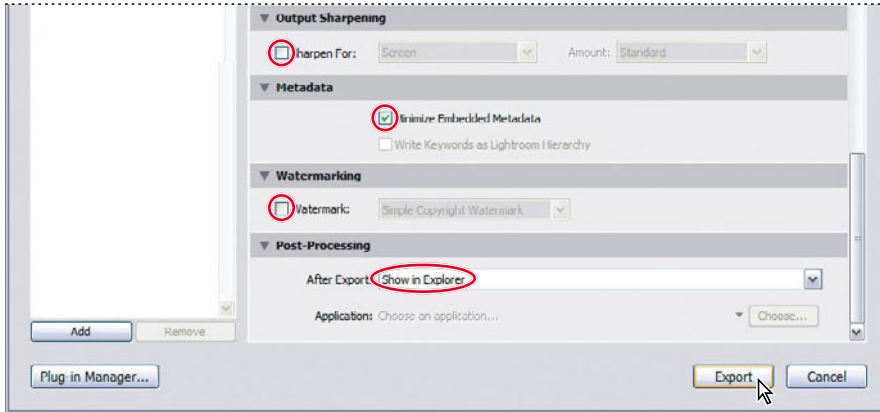 Output Sharpening
Sharpen For: Screen Amount: Standard
Metadata
Minimize Embedded Metadata
Write Keywords as Lightroom Hierarchy
Watermarking
Watermark: Simple Copyright Watermark
Post-Processing
After Export: Show in Explorer
Application: Choose an application... Choose...
Add Remove
Plug-in Manager... Export Cancel